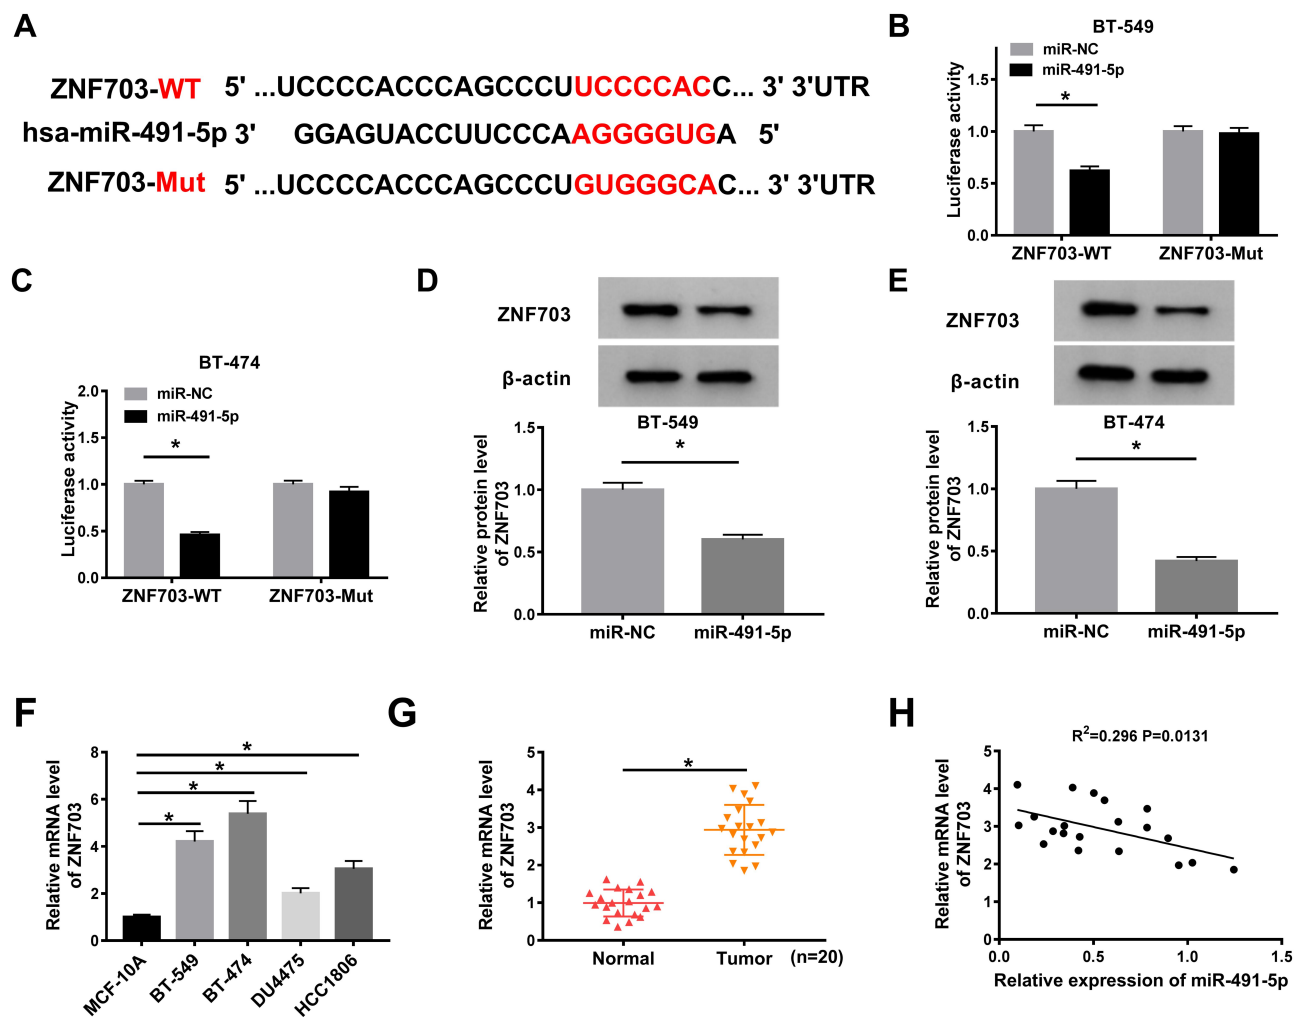 A
ZNF703-WT 5' ...UCCCCACCCAGCCCUUCCCCACC... 3' 3'UTR
hsa-miR-491-5p 3' GGAGUACCUUCCCAAGGGGUGA 5'
ZNF703-Mut 5' ...UCCCCACCCAGCCCUGUGGGCAC... 3' 3'UTR
B
BT-549
miR-NC
miR-491-5p
Luciferase activity
1.5
1.0
0.5
0.0
*
ZNF703-WT ZNF703-Mut
C
BT-474
miR-NC
miR-491-5p
Luciferase activity
2.0
1.5
1.0
0.5
0.0
*
ZNF703-WT ZNF703-Mut
D
ZNF703
β-actin
BT-549
Relative protein level
of ZNF703
1.5
1.0
0.5
0.0
*
miR-NC miR-491-5p
E
ZNF703
β-actin
BT-474
Relative protein level
of ZNF703
1.5
1.0
0.5
0.0
*
miR-NC miR-491-5p
F
Relative mRNA level
of ZNF703
8
6
4
2
0
*
*
*
*
MCF-10A
BT-549
BT-474
DU4475
HCC1806
G
Relative mRNA level
of ZNF703
5
4
3
2
1
0
*
Normal Tumor (n=20)
H
R2=0.296 P=0.0131
Relative mRNA level
of ZNF703
5
4
3
2
1
0
0.0 0.5 1.0 1.5
Relative expression of miR-491-5p